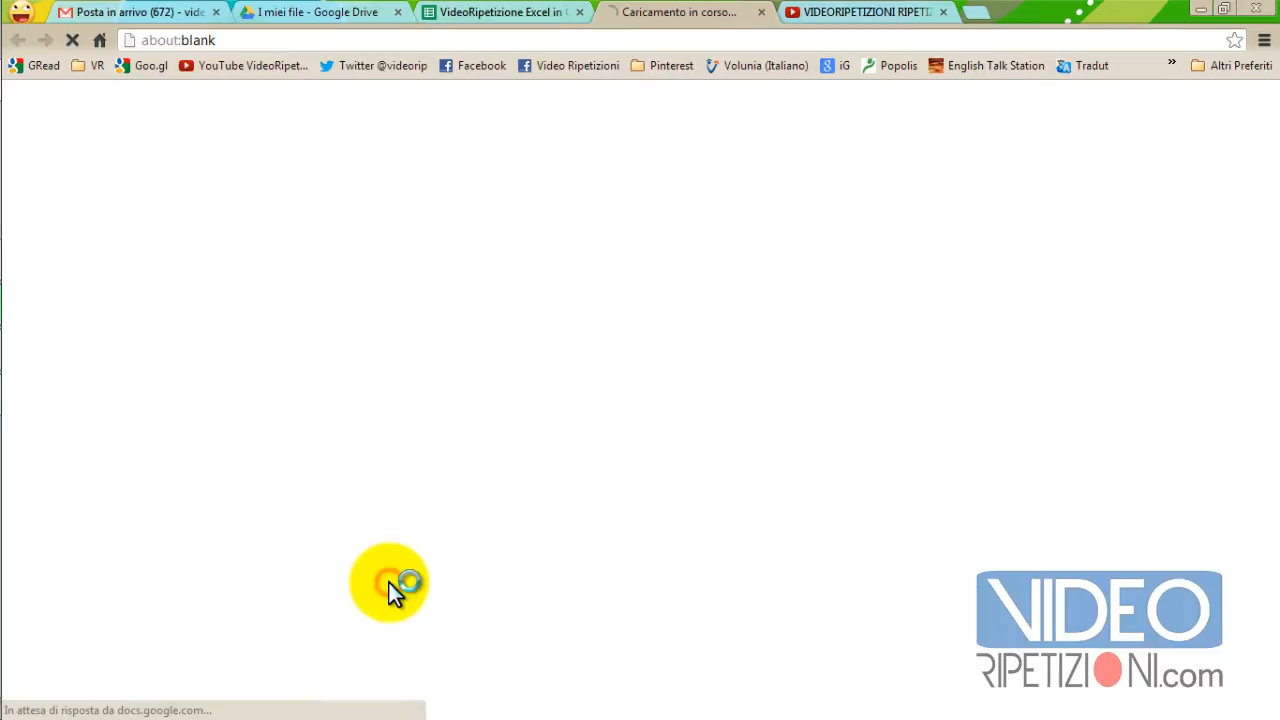 Posta in arrivo (672) - vide
I miei file - Google Drive
VideoRipetizione Excel in
Caricamento in corso...
VIDEORIPETIZIONI RIPETI
about:blank
GRead
VR
Goo.gl
YouTube VideoRipet...
Twitter @videorip
Facebook
Video Ripetizioni
Pinterest
Volunia (Italiano)
iG
Popolis
English Talk Station
Tradut
»
Altri Preferiti
VIDEO
RIPETIZIONI.com
In attesa di risposta da docs.google.com...